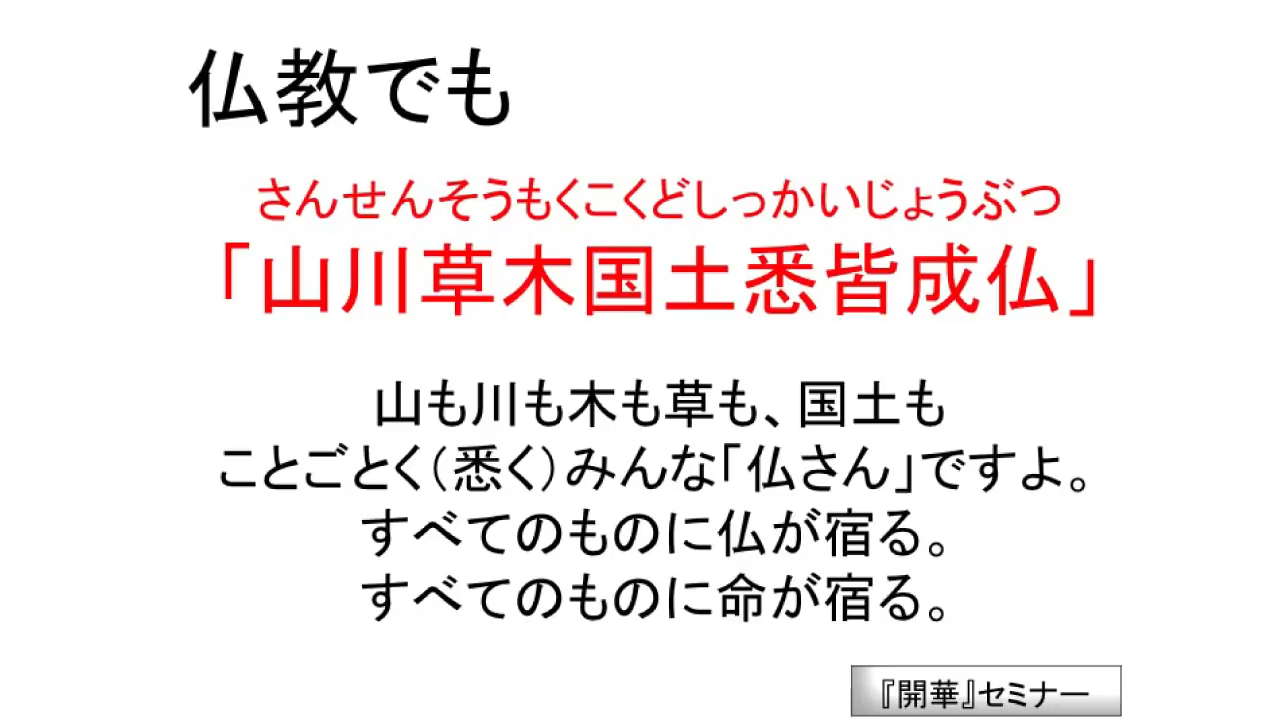 仏教でも
さんせんそうもくこくどしっかいじょうぶつ
「山川草木国土悉皆成仏」
山も川も木も草も、国土も
ことごとく（悉く）みんな「仏さん」ですよ。
すべてのものに仏が宿る。
すべてのものに命が宿る。
『開華』セミナー